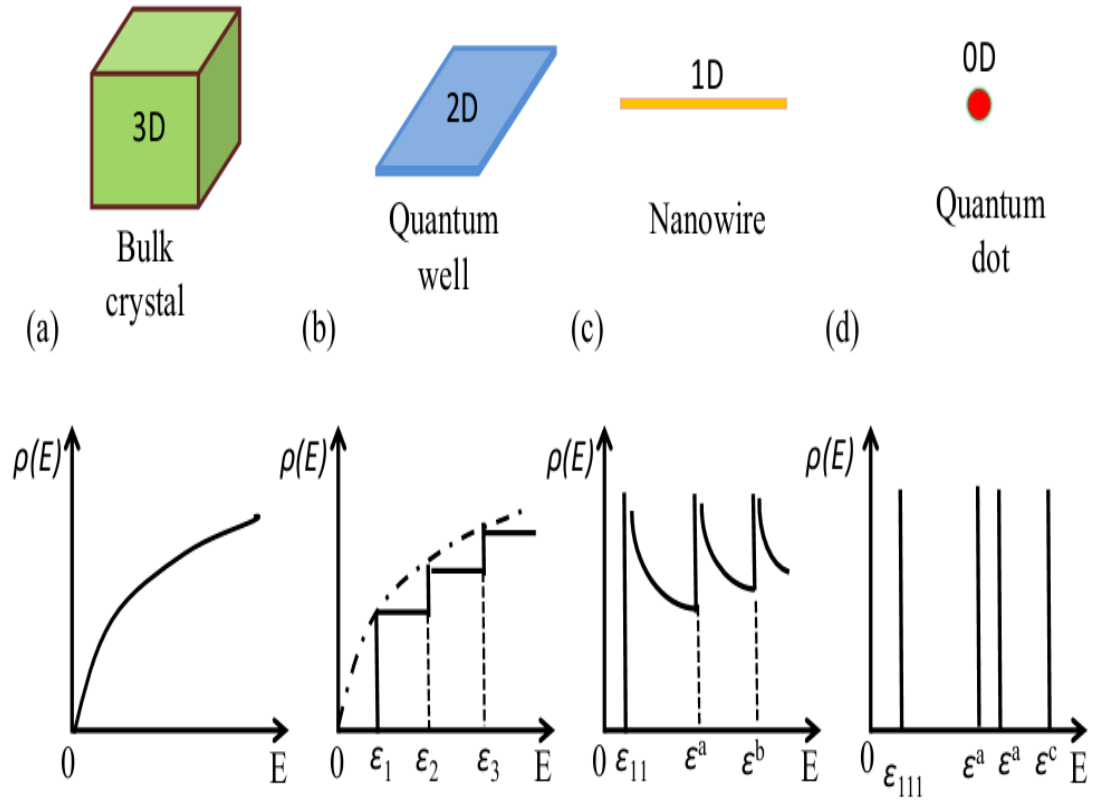 3D
2D
1D
0D
Bulk
crystal
Quantum
well
Nanowire
Quantum
dot
(a)
(b)
(c)
(d)
ρ(E)
ρ(E)
ρ(E)
ρ(E)
0 E
0 ε₁ ε₂ ε₃ E
0 ε₁₁ εᵃ εᵇ E
0 ε₁₁₁ εᵃ εᵃ εᶜ E